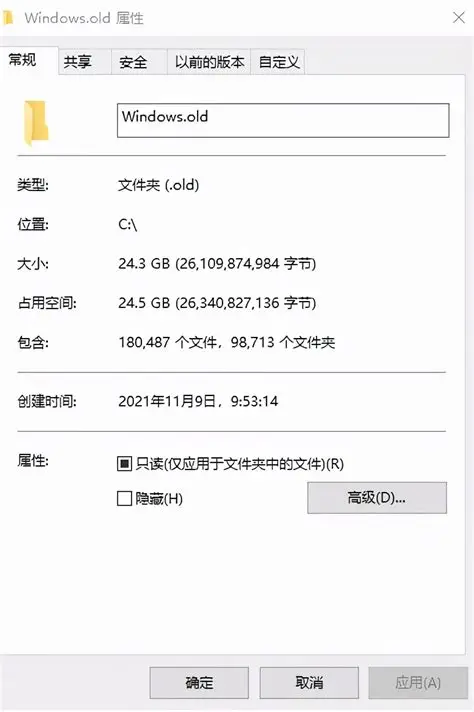 Windows.old 属性
常规 共享 安全 以前的版本 自定义
Windows.old
类型: 文件夹 (.old)
位置: C:\
大小: 24.3 GB (26,109,874,984 字节)
占用空间: 24.5 GB (26,340,827,136 字节)
包含: 180,487 个文件，98,713 个文件夹
创建时间: 2021年11月9日，9:53:14
属性: 只读(仅应用于文件夹中的文件)(R)
隐藏(H) 高级(D)...
确定 取消 应用(A)